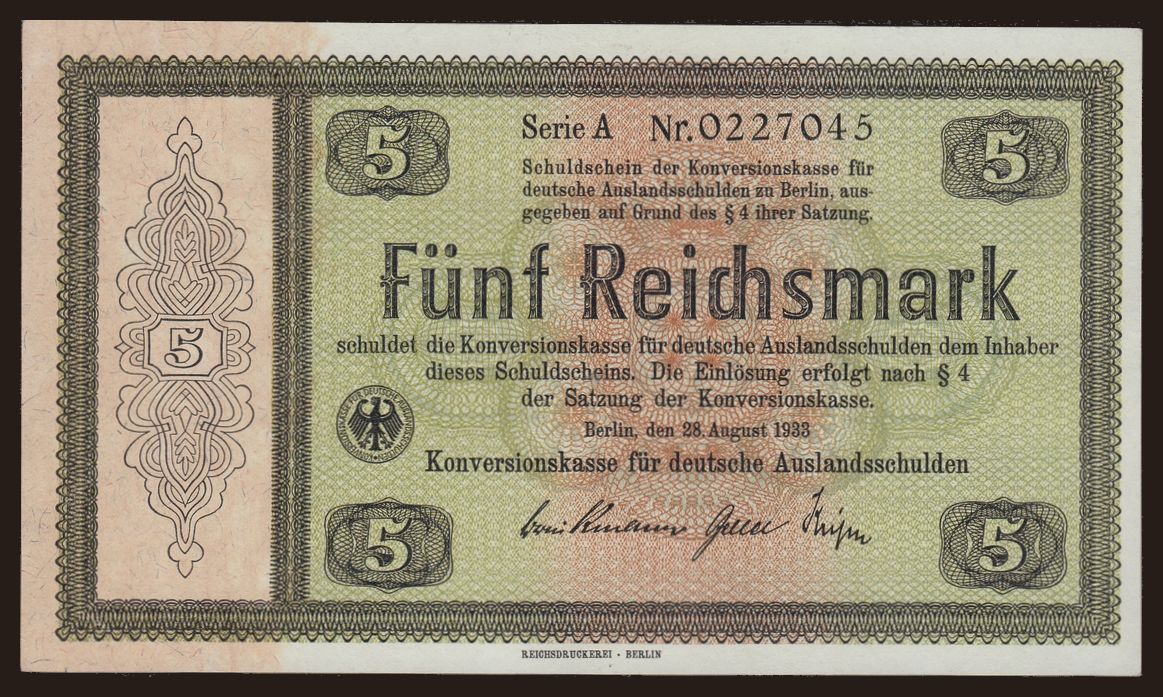 5 Serie A Nr. 0227045 5
Schuldschein der Konversionskasse für
deutsche Auslandsschulden zu Berlin, aus-
gegeben auf Grund des § 4 ihrer Satzung.
Fünf Reichsmark
5
schuldet die Konversionskasse für deutsche Auslandsschulden dem Inhaber
dieses Schuldscheins. Die Einlösung erfolgt nach § 4
der Satzung der Konversionskasse.
Berlin, den 28. August 1933
Konversionskasse für deutsche Auslandsschulden
5 5
REICHSDRUCKEREI · BERLIN